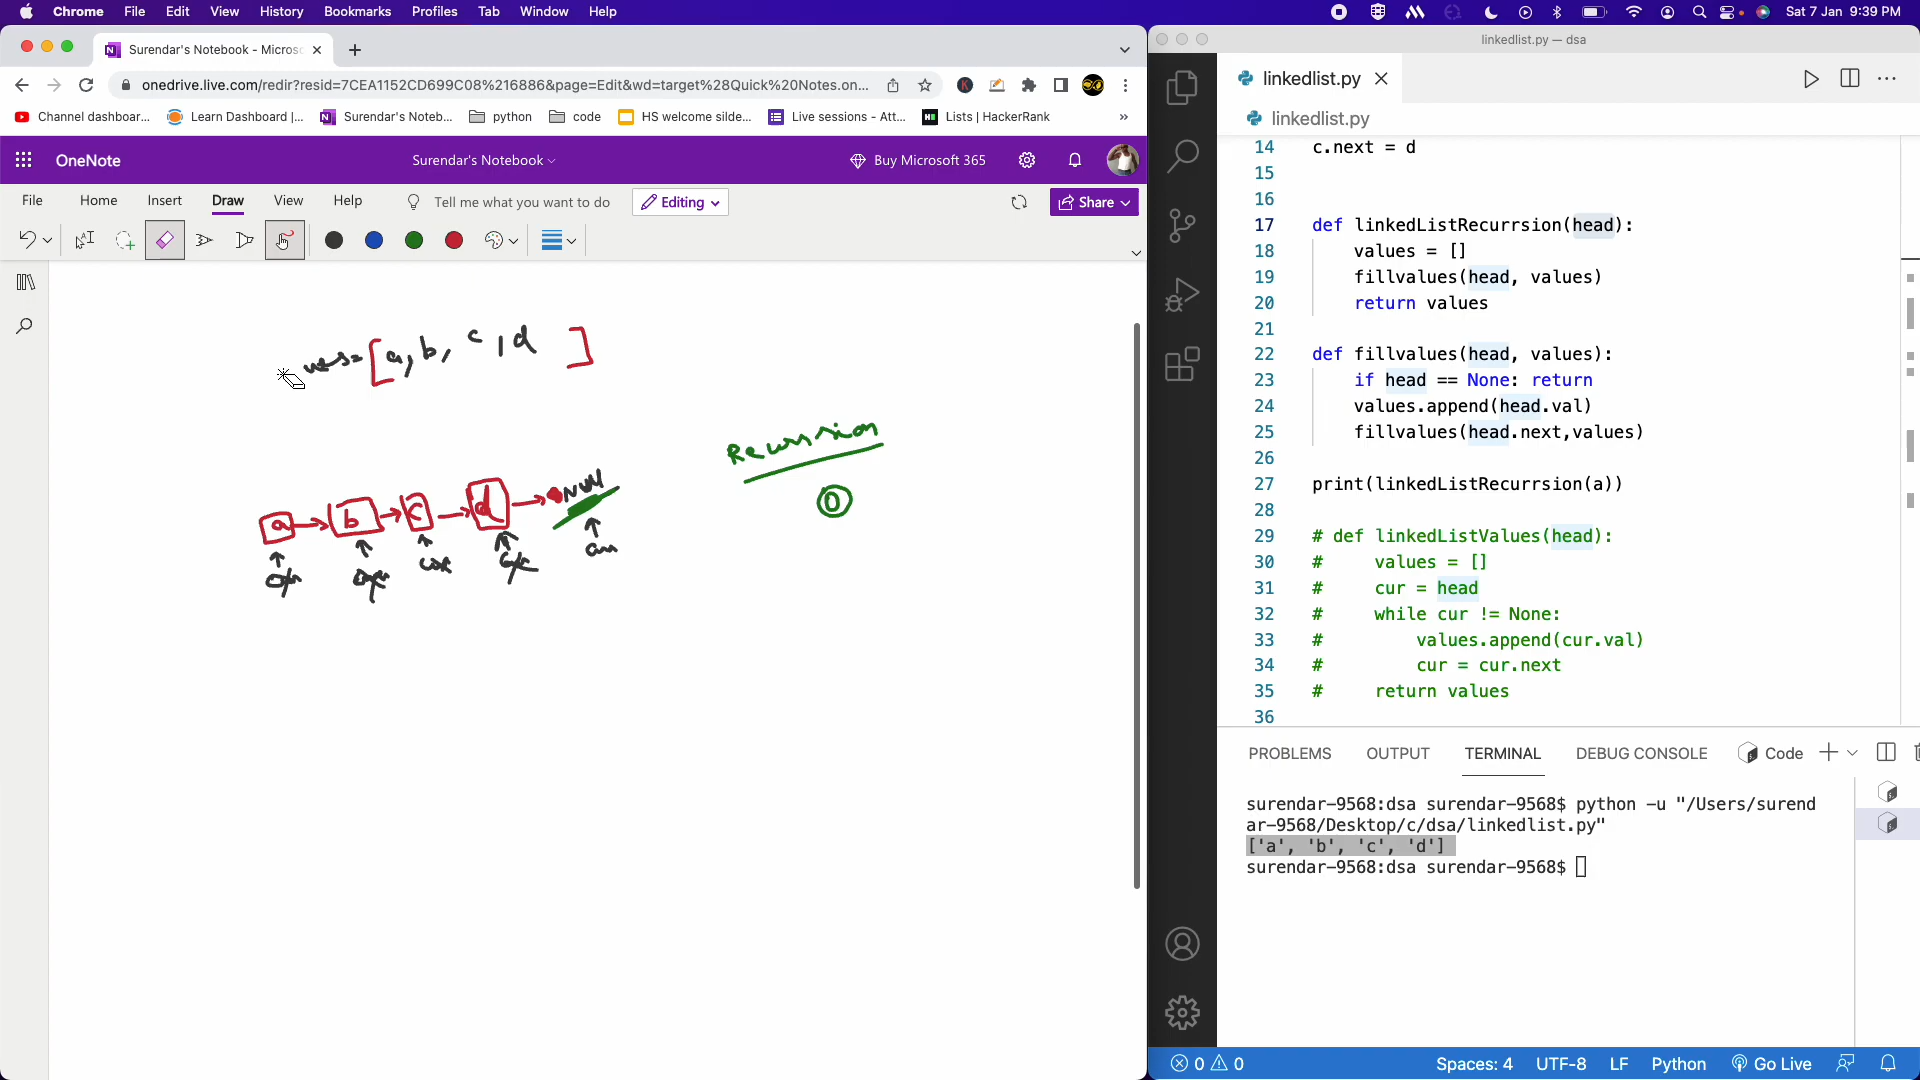 Chrome File Edit View History Bookmarks Profiles Tab Window Help
Sat 7 Jan 9:39 PM
Surendar's Notebook - Micros
onedrive.live.com/redir?resid=7CEA1152CD699C08%216886&page=Edit&wd=target%28Quick%20Notes.on...
Channel dashboar... Learn Dashboard |... Surendar's Noteb... python code HS welcome silde... Live sessions - Att... Lists | HackerRank »
OneNote Surendar's Notebook Buy Microsoft 365
File Home Insert Draw View Help Tell me what you want to do Editing Share
[a, b, c, d ]
Recursion
a b c d Null
linkedlist.py — dsa
linkedlist.py
linkedlist.py
14 c.next = d
15
16
17 def linkedListRecurrsion(head):
18 values = []
19 fillvalues(head, values)
20 return values
21
22 def fillvalues(head, values):
23 if head == None: return
24 values.append(head.val)
25 fillvalues(head.next,values)
26
27 print(linkedListRecurrsion(a))
28
29 # def linkedListValues(head):
30 # values = []
31 # cur = head
32 # while cur != None:
33 # values.append(cur.val)
34 # cur = cur.next
35 # return values
36
PROBLEMS OUTPUT TERMINAL DEBUG CONSOLE Code
surendar-9568:dsa surendar-9568$ python -u "/Users/surend
ar-9568/Desktop/c/dsa/linkedlist.py"
['a', 'b', 'c', 'd']
surendar-9568:dsa surendar-9568$
0 0 Spaces: 4 UTF-8 LF Python Go Live